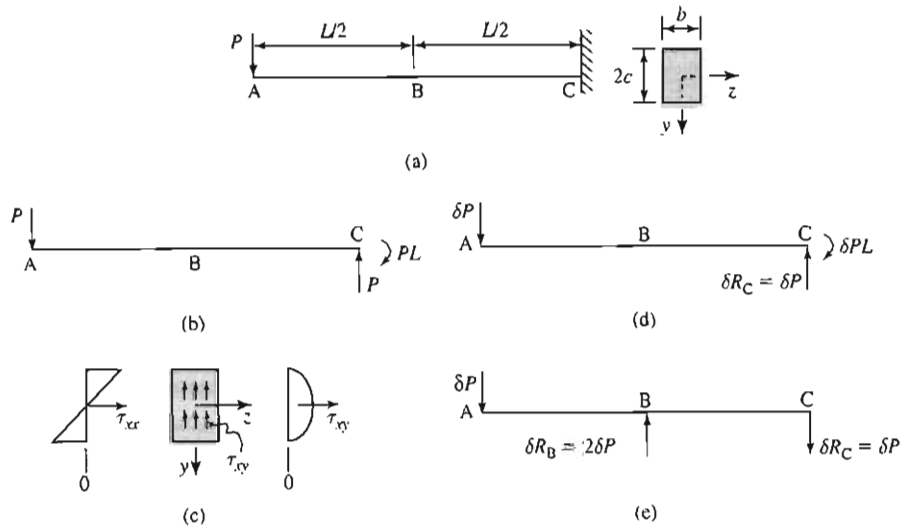 P L/2 L/2 b
A B C 2c z
y
(a)
P C
A B PL
P
(b)
δP B C
A δPL
δR_C = δP
(d)
τ_xx z τ_xy
0 y τ_xy 0
(c)
δP B C
A
δR_B = 2δP δR_C = δP
(e)